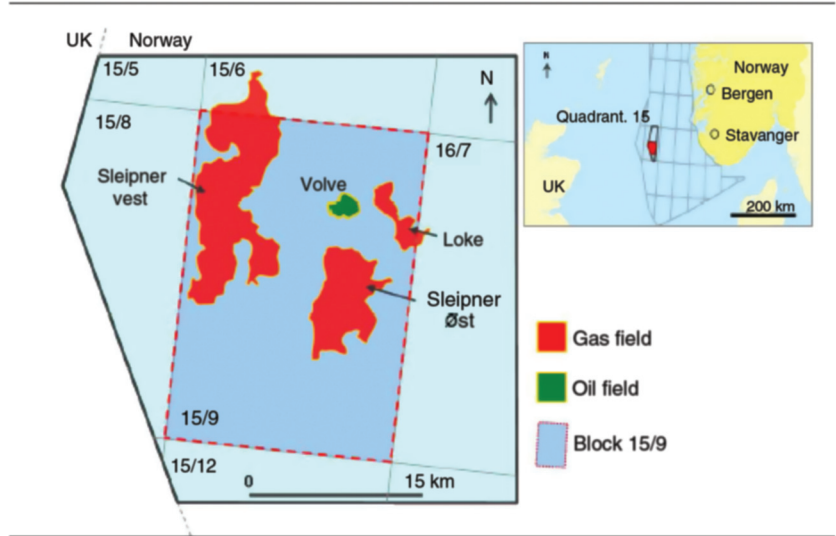 UK Norway
15/5
15/6
N
15/8
16/7
Sleipner
vest
Volve
Loke
Sleipner
Øst
15/9
15/12
0 15 km
N
Norway
Bergen
Quadrant. 15
Stavanger
UK
200 km
Gas field
Oil field
Block 15/9